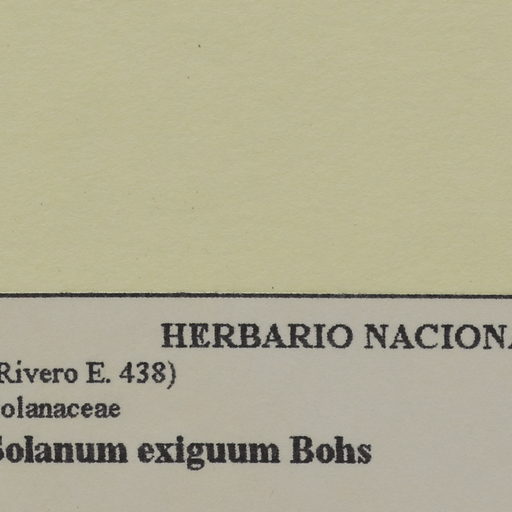 HERBARIO NACIONA
Rivero E. 438)
olanaceae
Solanum exiguum Bohs